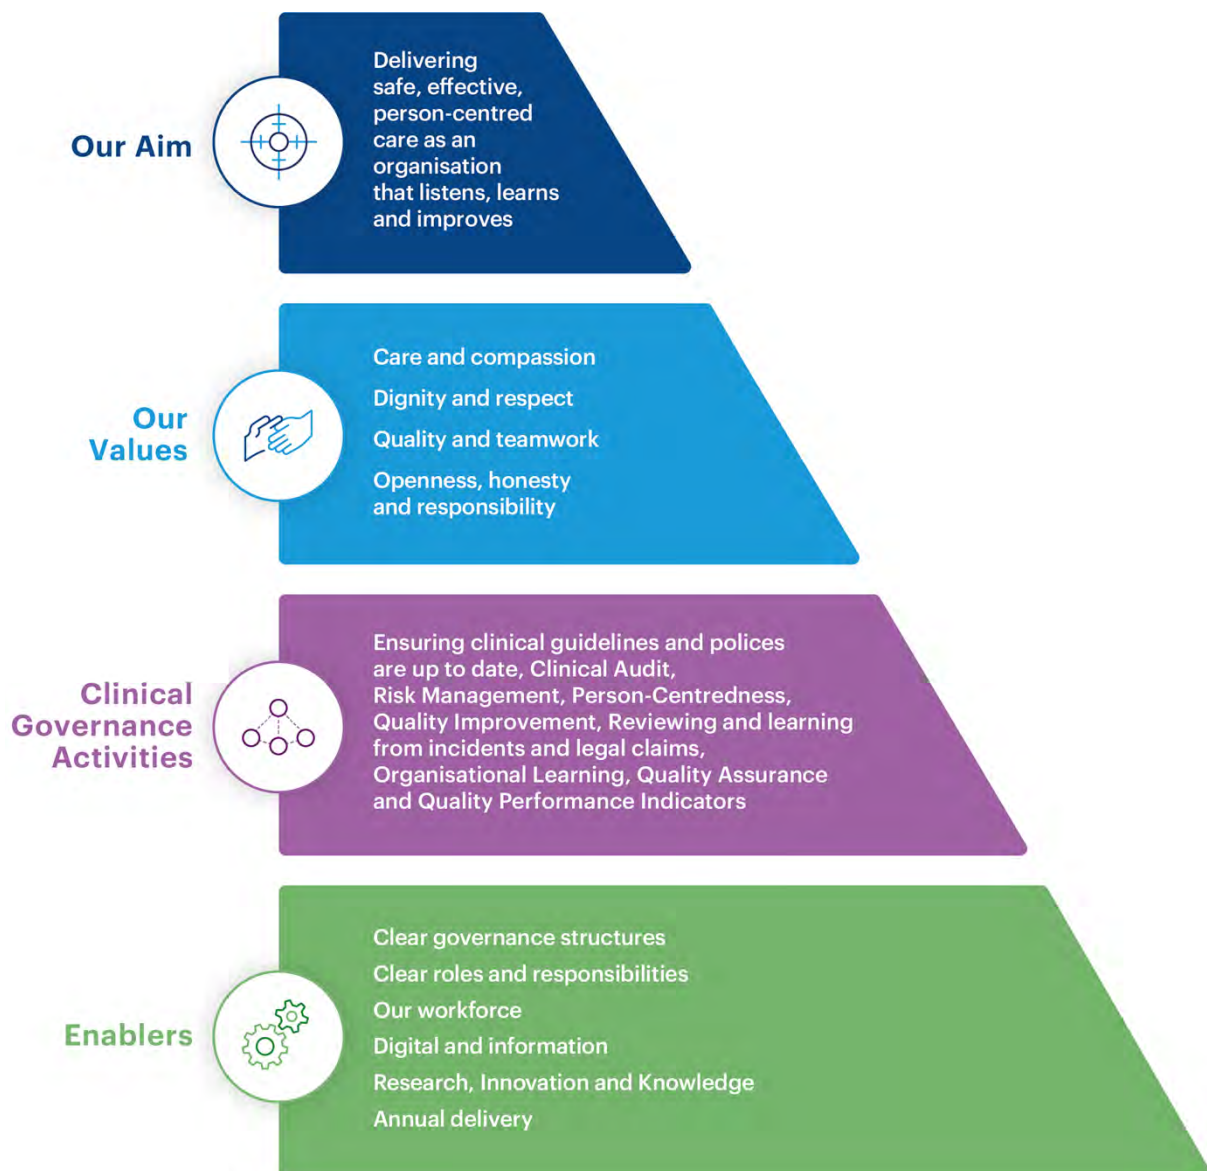 Our Aim
Delivering
safe, effective,
person-centred
care as an
organisation
that listens, learns
and improves
Our
Values
Care and compassion
Dignity and respect
Quality and teamwork
Openness, honesty
and responsibility
Clinical
Governance
Activities
Ensuring clinical guidelines and polices
are up to date, Clinical Audit,
Risk Management, Person-Centredness,
Quality Improvement, Reviewing and learning
from incidents and legal claims,
Organisational Learning, Quality Assurance
and Quality Performance Indicators
Enablers
Clear governance structures
Clear roles and responsibilities
Our workforce
Digital and information
Research, Innovation and Knowledge
Annual delivery